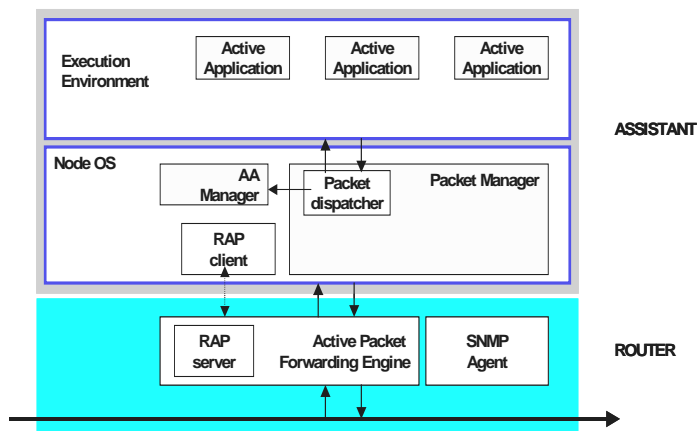 Execution
Environment
Active
Application
Active
Application
Active
Application
ASSISTANT
Node OS
AA
Manager
Packet
dispatcher
Packet Manager
RAP
client
RAP
server
Active Packet
Forwarding Engine
SNMP
Agent
ROUTER